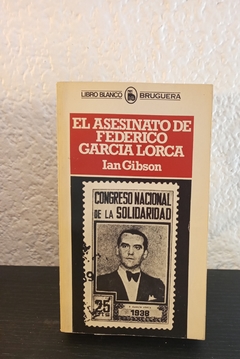 LIBRO BLANCO BRUGUERA
EL ASESINATO DE
FEDERICO
GARCIA LORCA
Ian Gibson
CONGRESO NACIONAL
DE LA SOLIDARIDAD
25
1938